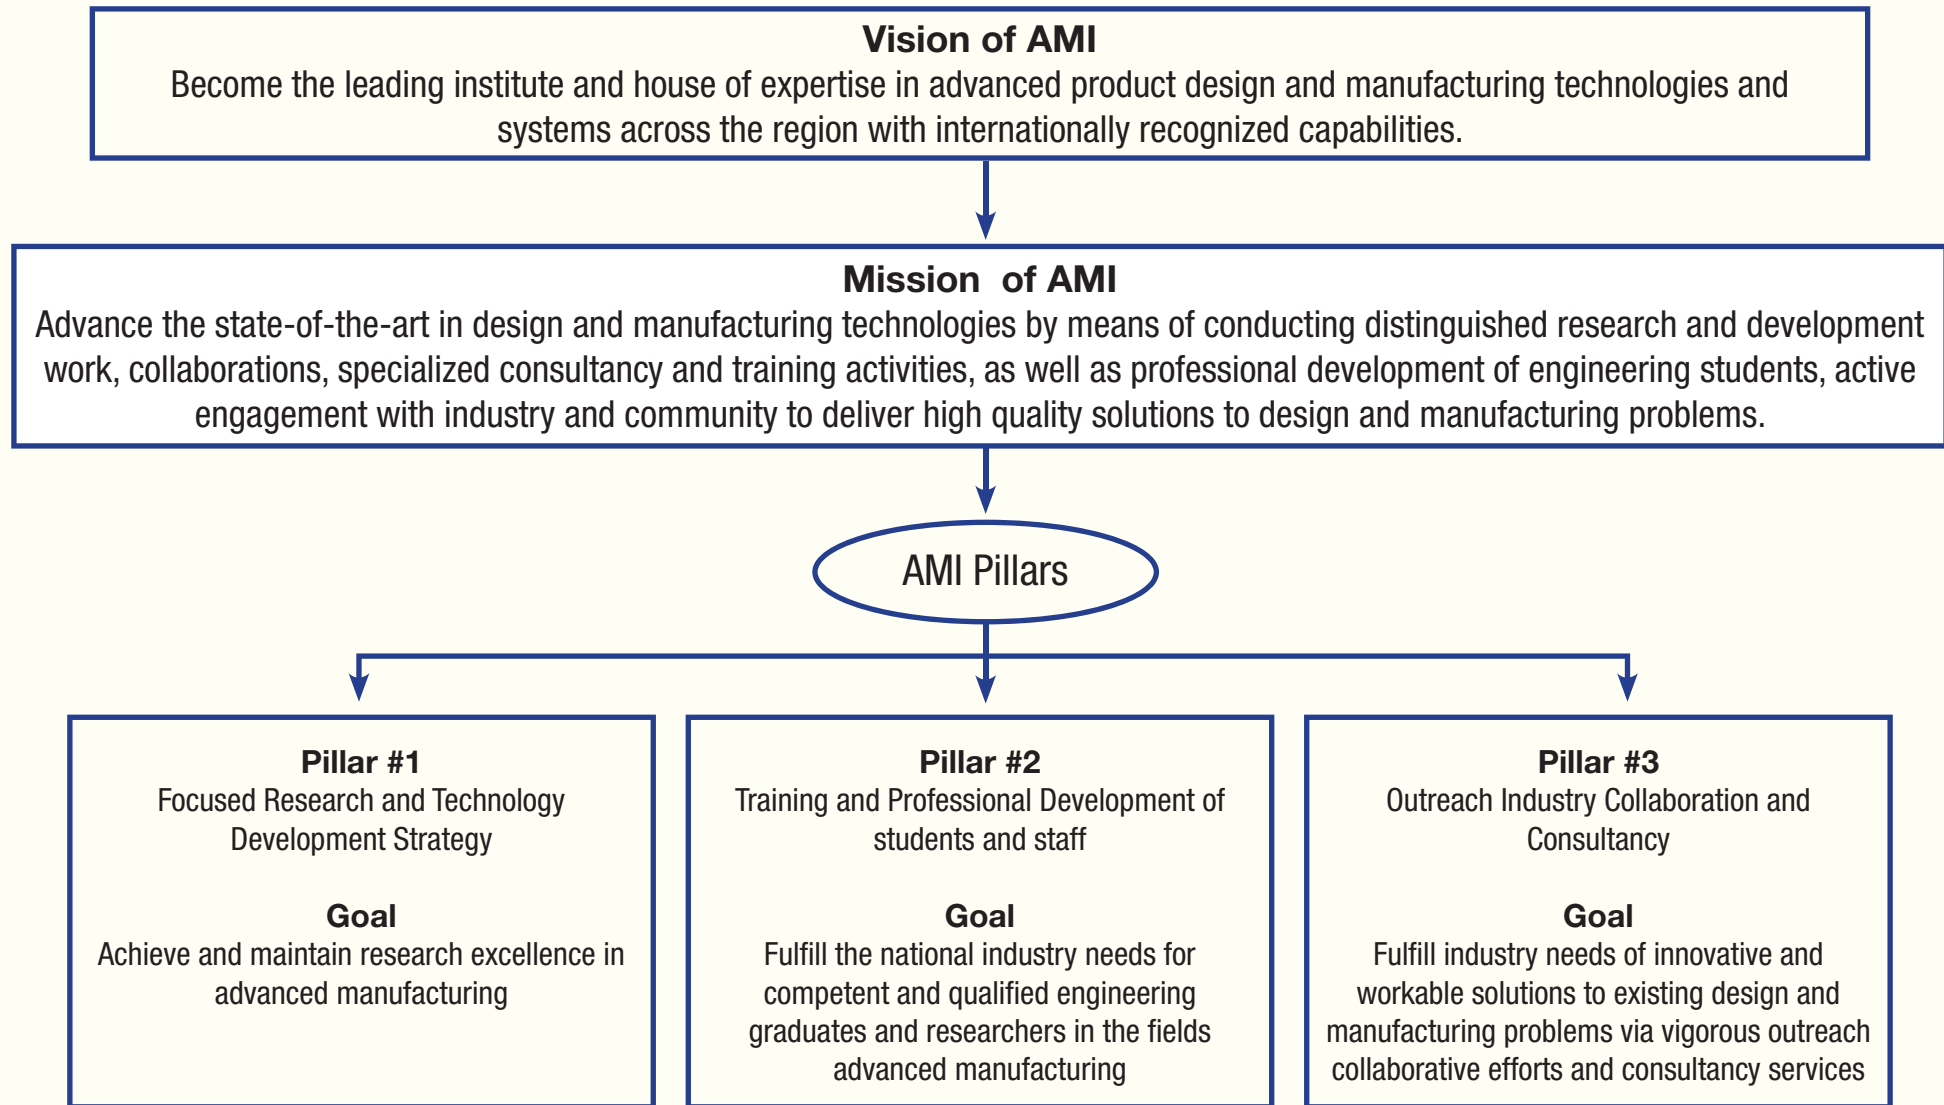 Vision of AMI
Become the leading institute and house of expertise in advanced product design and manufacturing technologies and
systems across the region with internationally recognized capabilities.
Mission of AMI
Advance the state-of-the-art in design and manufacturing technologies by means of conducting distinguished research and development
work, collaborations, specialized consultancy and training activities, as well as professional development of engineering students, active
engagement with industry and community to deliver high quality solutions to design and manufacturing problems.
AMI Pillars
Pillar #1
Focused Research and Technology
Development Strategy
Goal
Achieve and maintain research excellence in
advanced manufacturing
Pillar #2
Training and Professional Development of
students and staff
Goal
Fulfill the national industry needs for
competent and qualified engineering
graduates and researchers in the fields
advanced manufacturing
Pillar #3
Outreach Industry Collaboration and
Consultancy
Goal
Fulfill industry needs of innovative and
workable solutions to existing design and
manufacturing problems via vigorous outreach
collaborative efforts and consultancy services